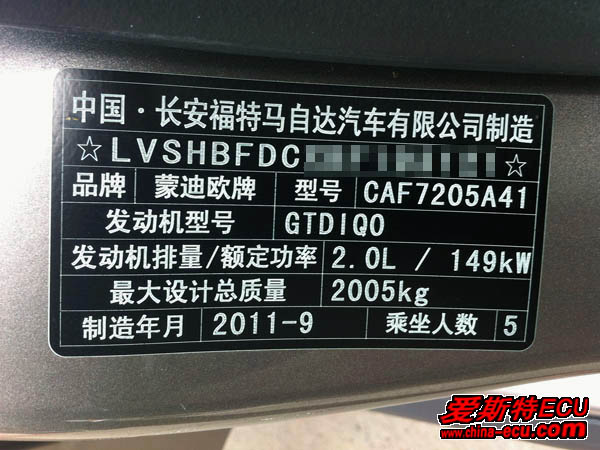 中国·长安福特马自达汽车有限公司制造
☆LVSHBFDC ☆
品牌 蒙迪欧牌 型号 CAF7205A41
发动机型号 GTDIQ0
发动机排量/额定功率 2.0L / 149kW
最大设计总质量 2005kg
制造年月 2011-9 乘坐人数 5
爱斯特ECU
www.china-ecu.com